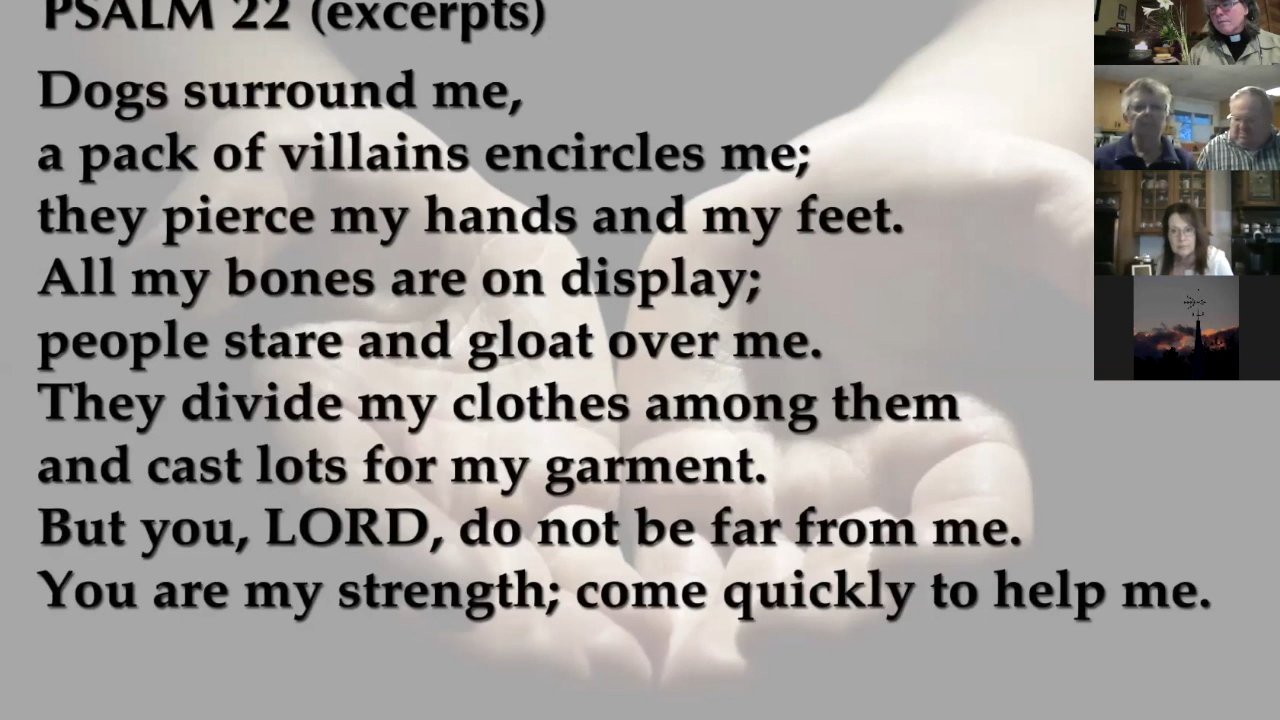 PSALM 22 (excerpts)
Dogs surround me,
a pack of villains encircles me;
they pierce my hands and my feet.
All my bones are on display;
people stare and gloat over me.
They divide my clothes among them
and cast lots for my garment.
But you, LORD, do not be far from me.
You are my strength; come quickly to help me.